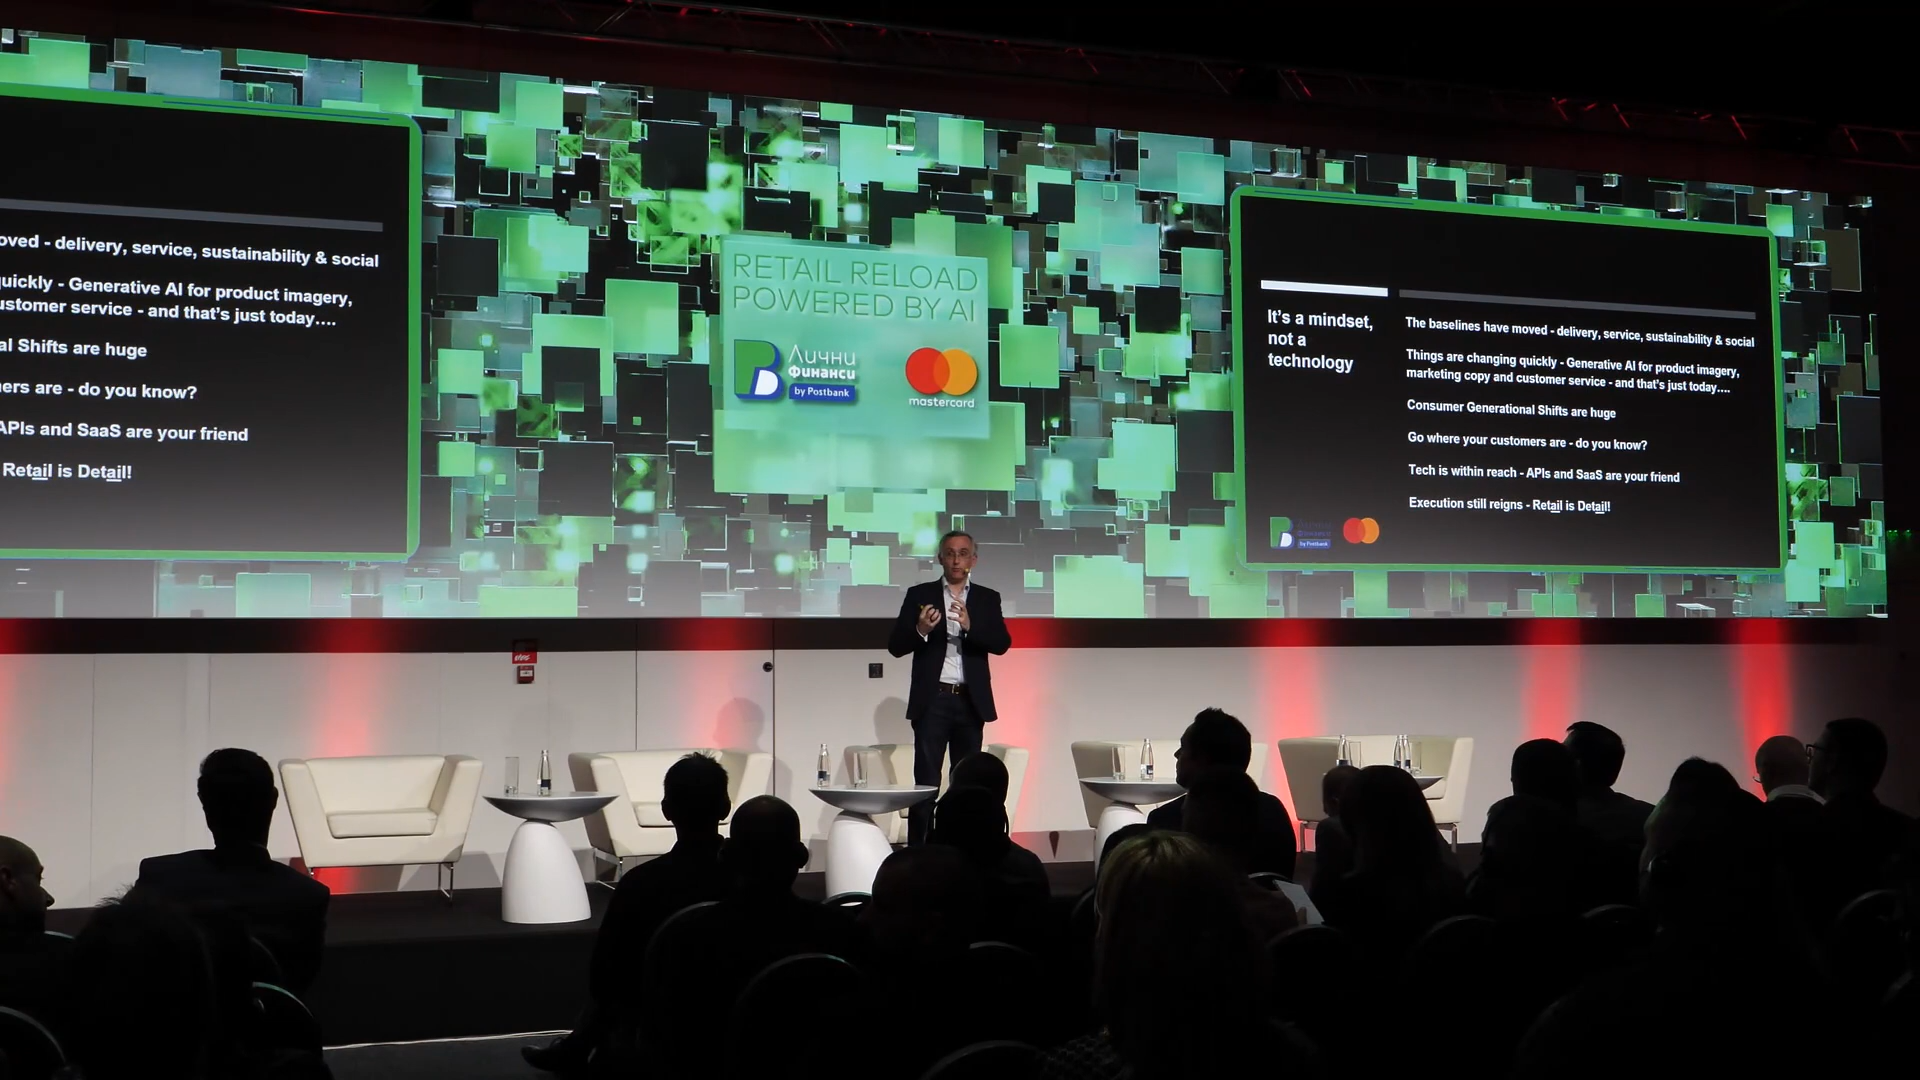 oved - delivery, service, sustainability & social
uickly - Generative AI for product imagery,
ustomer service - and that's just today....
al Shifts are huge
ers are - do you know?
APIs and SaaS are your friend
Retail is Detail!
RETAIL RELOAD
POWERED BY AI
Лични
Финанси
by Postbank
mastercard
It's a mindset,
not a
technology
The baselines have moved - delivery, service, sustainability & social
Things are changing quickly - Generative AI for product imagery,
marketing copy and customer service - and that's just today....
Consumer Generational Shifts are huge
Go where your customers are - do you know?
Tech is within reach - APIs and SaaS are your friend
Execution still reigns - Retail is Detail!
Лични
Финанси
by Postbank